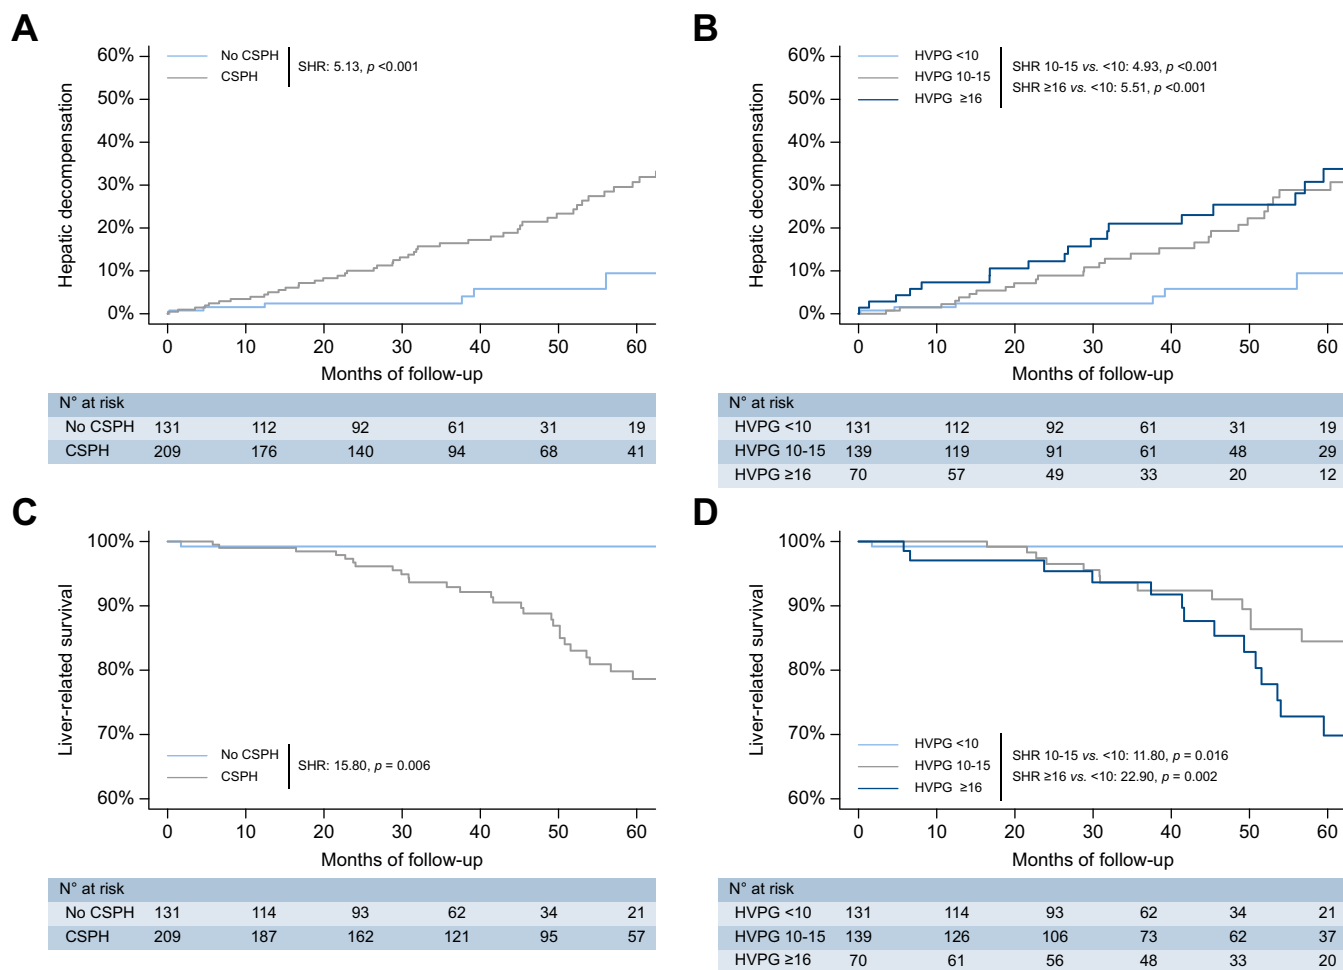 A
60%
50%
40%
30%
20%
10%
0%
Hepatic decompensation
No CSPH
CSPH
SHR: 5.13, p <0.001
0 10 20 30 40 50 60
Months of follow-up
N° at risk
No CSPH 131 112 92 61 31 19
CSPH 209 176 140 94 68 41
B
60%
50%
40%
30%
20%
10%
0%
Hepatic decompensation
HVPG <10
HVPG 10-15
HVPG ≥16
SHR 10-15 vs. <10: 4.93, p <0.001
SHR ≥16 vs. <10: 5.51, p <0.001
0 10 20 30 40 50 60
Months of follow-up
N° at risk
HVPG <10 131 112 92 61 31 19
HVPG 10-15 139 119 91 61 48 29
HVPG ≥16 70 57 49 33 20 12
C
100%
90%
80%
70%
60%
Liver-related survival
No CSPH
CSPH
SHR: 15.80, p = 0.006
0 10 20 30 40 50 60
Months of follow-up
N° at risk
No CSPH 131 114 93 62 34 21
CSPH 209 187 162 121 95 57
D
100%
90%
80%
70%
60%
Liver-related survival
HVPG <10
HVPG 10-15
HVPG ≥16
SHR 10-15 vs. <10: 11.80, p = 0.016
SHR ≥16 vs. <10: 22.90, p = 0.002
0 10 20 30 40 50 60
Months of follow-up
N° at risk
HVPG <10 131 114 93 62 34 21
HVPG 10-15 139 126 106 73 62 37
HVPG ≥16 70 61 56 48 33 20